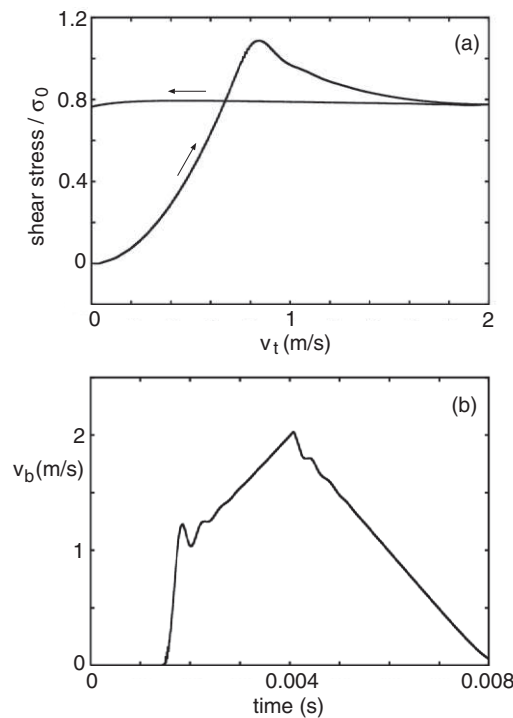 1.2
(a)
0.8
0.4
0
shear stress / σ0
0 1 2
vt (m/s)
(b)
2
1
0
vb(m/s)
0 0.004 0.008
time (s)